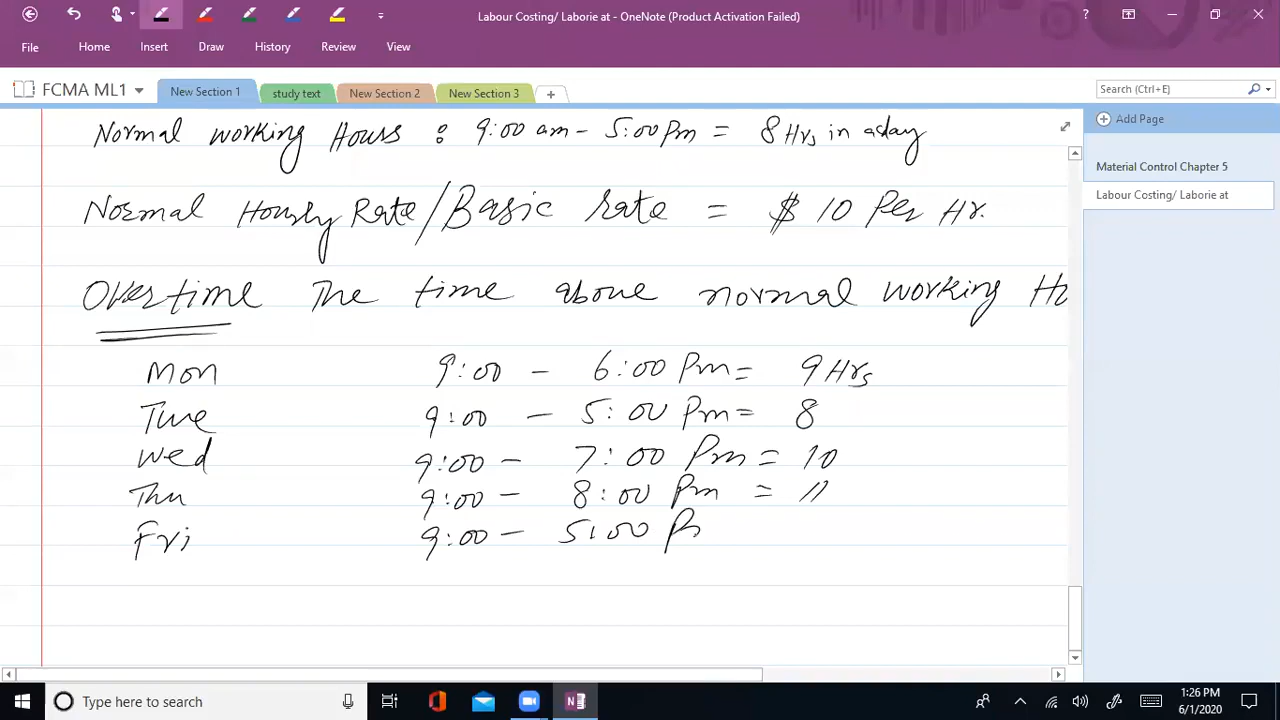 Labour Costing/ Laborie at - OneNote (Product Activation Failed)
?
File
Home
Insert
Draw
History
Review
View
FCMA ML1
New Section 1
study text
New Section 2
New Section 3
Search (Ctrl+E)
Add Page
Material Control Chapter 5
Labour Costing/ Laborie at
Normal working Hours : 9:00 am - 5:00 Pm = 8 Hrs in a day
Normal Hourly Rate/Basic rate = $ 10 Per Hr.
Overtime The time above normal working Ho
Mon 9:00 - 6:00 Pm = 9 Hrs
Tue 9:00 - 5:00 Pm = 8
Wed 9:00 - 7:00 Pm = 10
Thu 9:00 - 8:00 Pm = 11
Fri 9:00 - 5:00 P
Type here to search
1:26 PM
6/1/2020